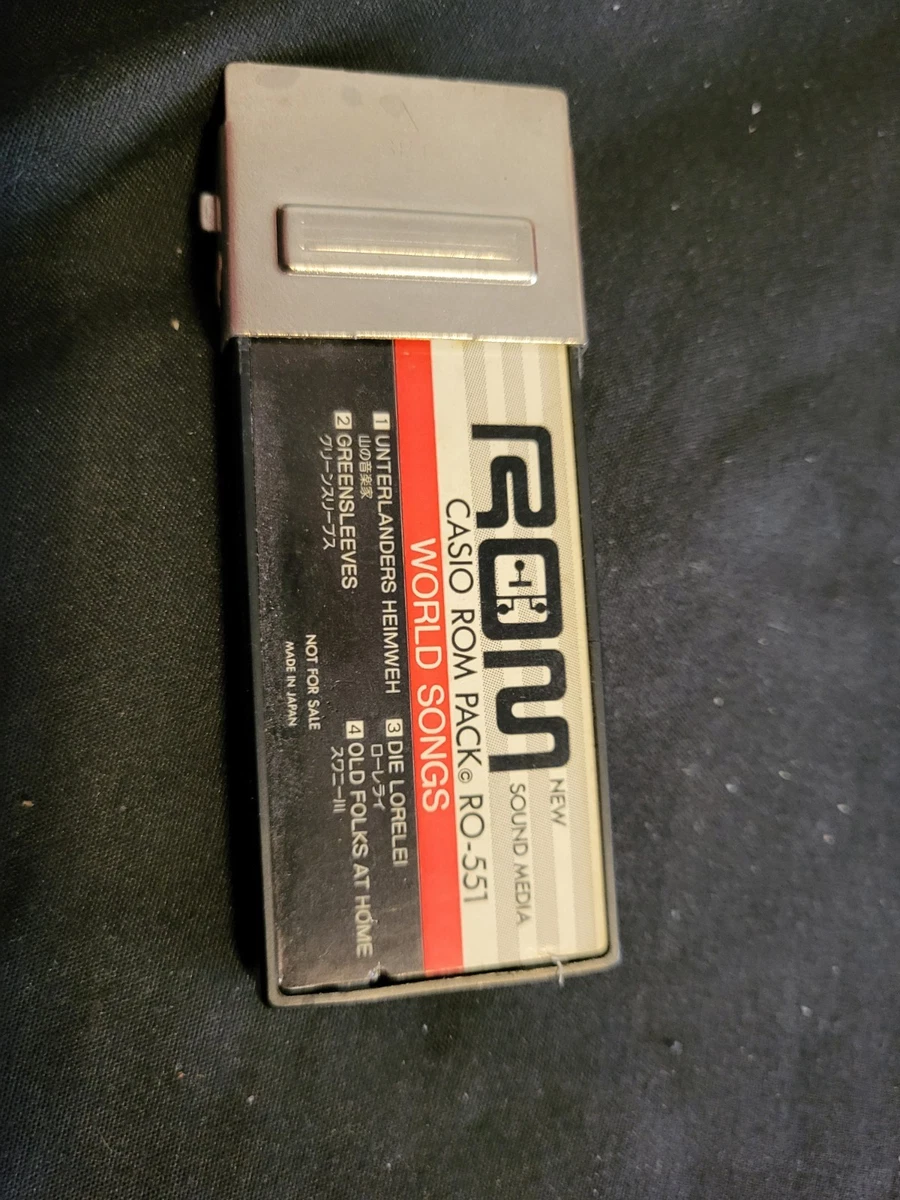 ROM
NEW
SOUND MEDIA
CASIO ROM PACK© RO-551
WORLD SONGS
1 UNTERLANDERS HEIMWEH
山の音楽家
2 GREENSLEEVES
グリーンスリーブス
3 DIE LORELEI
ローレライ
4 OLD FOLKS AT HOME
スワニー川
NOT FOR SALE
MADE IN JAPAN